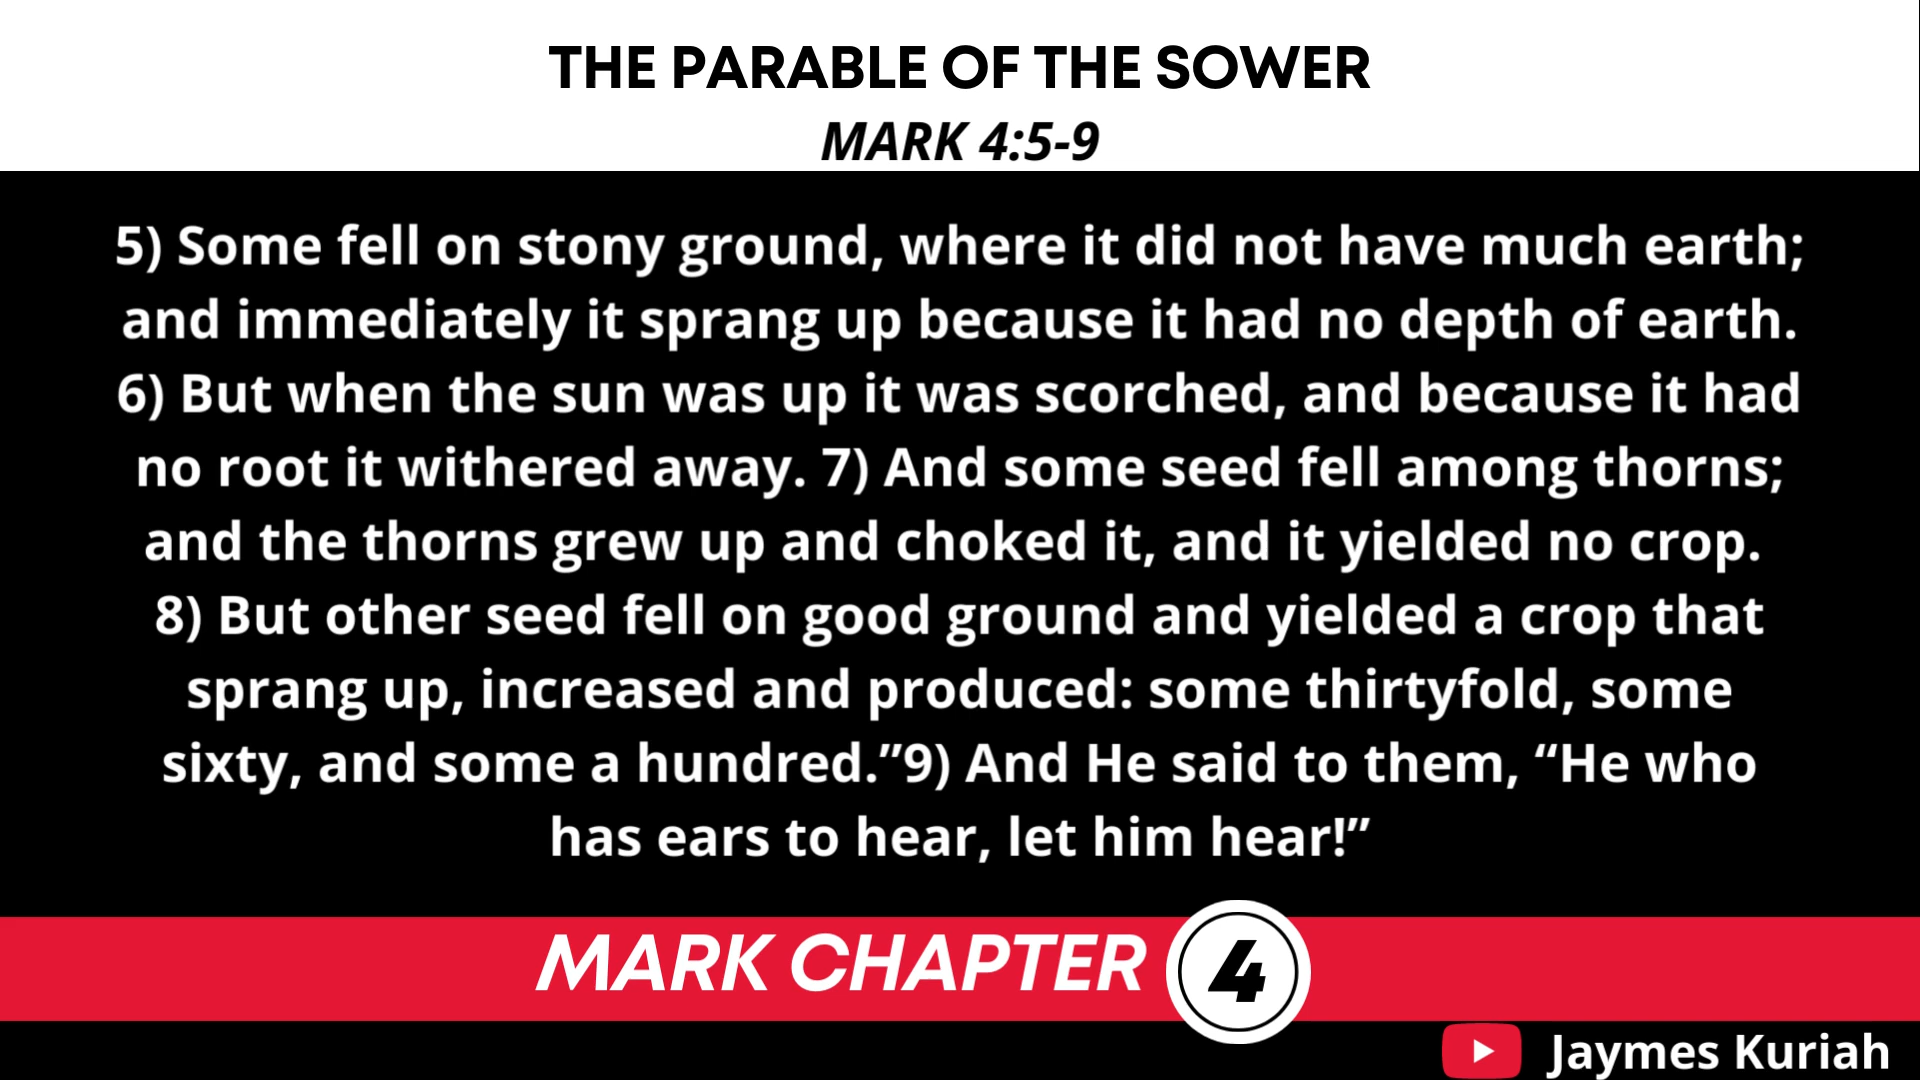 THE PARABLE OF THE SOWER
MARK 4:5-9
5) Some fell on stony ground, where it did not have much earth;
and immediately it sprang up because it had no depth of earth.
6) But when the sun was up it was scorched, and because it had
no root it withered away. 7) And some seed fell among thorns;
and the thorns grew up and choked it, and it yielded no crop.
8) But other seed fell on good ground and yielded a crop that
sprang up, increased and produced: some thirtyfold, some
sixty, and some a hundred.”9) And He said to them, “He who
has ears to hear, let him hear!”
MARK CHAPTER 4
Jaymes Kuriah